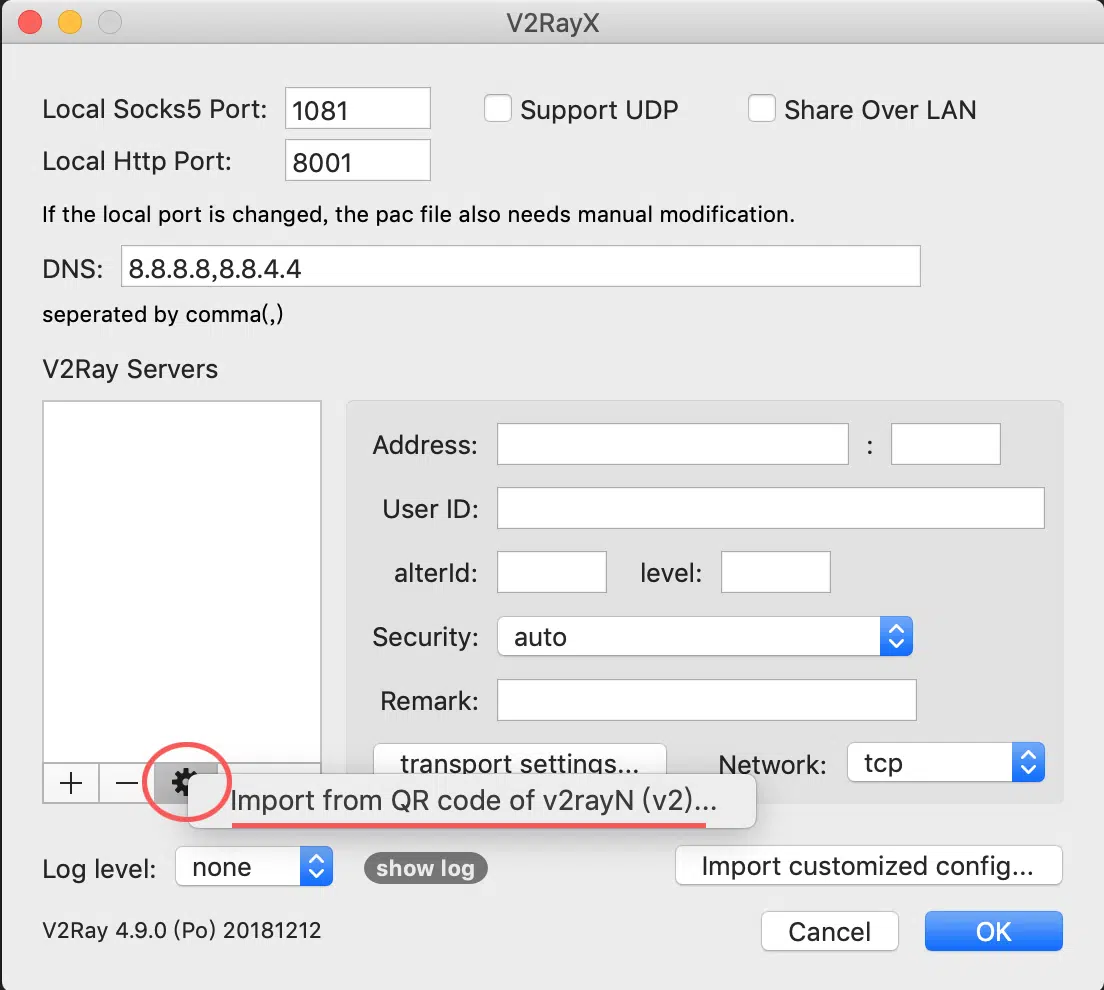 V2RayX
Local Socks5 Port: 1081 Support UDP Share Over LAN
Local Http Port: 8001
If the local port is changed, the pac file also needs manual modification.
DNS: 8.8.8.8,8.8.4.4
seperated by comma(,)
V2Ray Servers
Address: :
User ID:
alterId: level:
Security: auto
Remark:
transport settings... Network: tcp
Import from QR code of v2rayN (v2)...
Log level: none show log Import customized config...
V2Ray 4.9.0 (Po) 20181212 Cancel OK